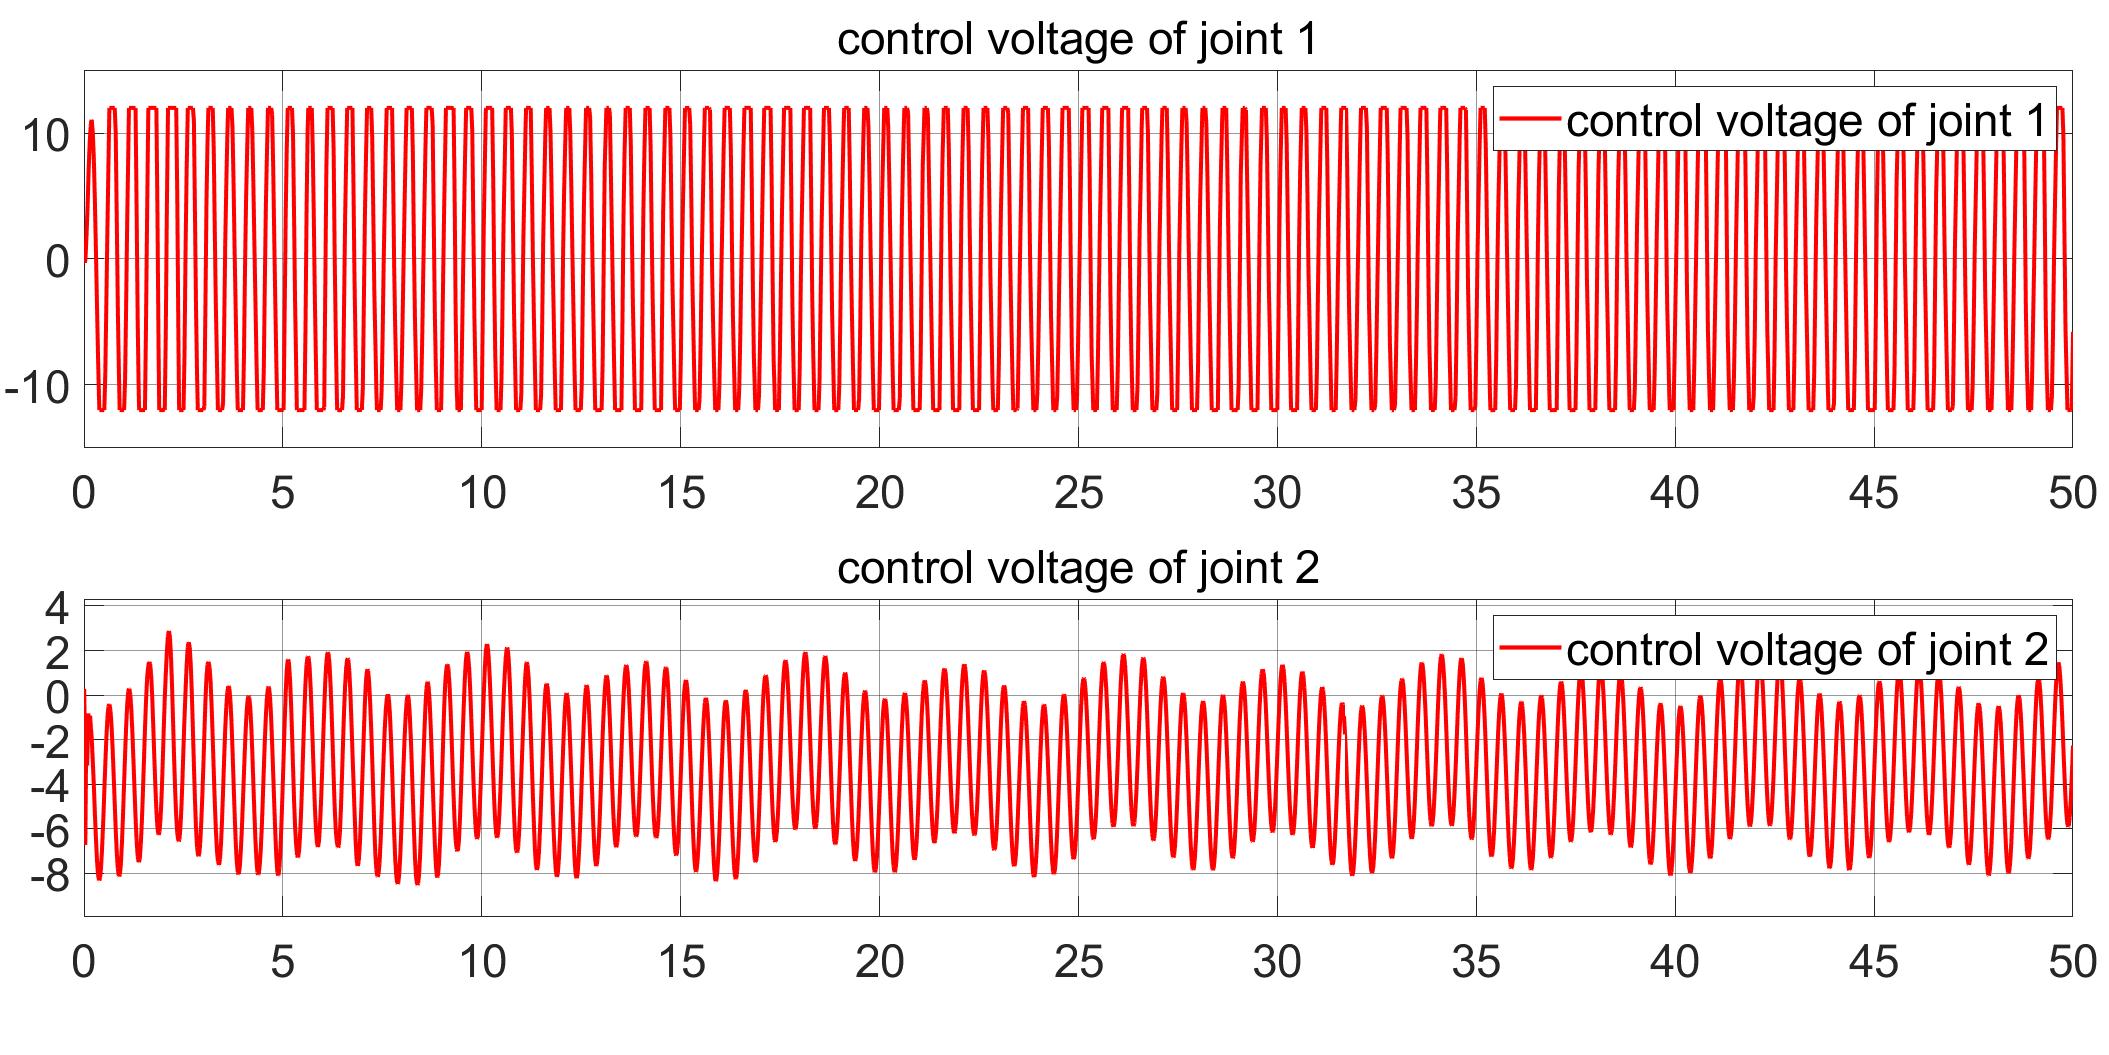 control voltage of joint 1
10
0
-10
control voltage of joint 1
0 5 10 15 20 25 30 35 40 45 50
control voltage of joint 2
4
2
0
-2
-4
-6
-8
control voltage of joint 2
0 5 10 15 20 25 30 35 40 45 50